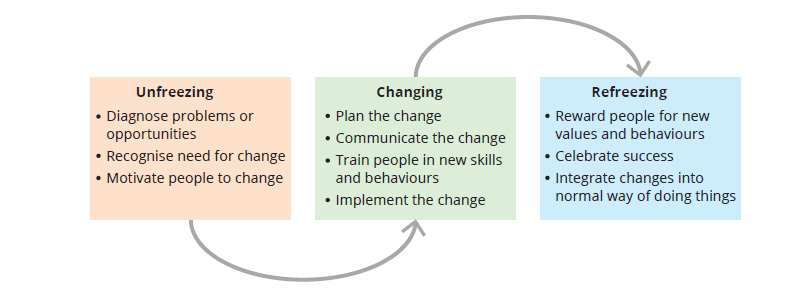 Unfreezing
• Diagnose problems or
opportunities
• Recognise need for change
• Motivate people to change
Changing
• Plan the change
• Communicate the change
• Train people in new skills
and behaviours
• Implement the change
Refreezing
• Reward people for new
values and behaviours
• Celebrate success
• Integrate changes into
normal way of doing things